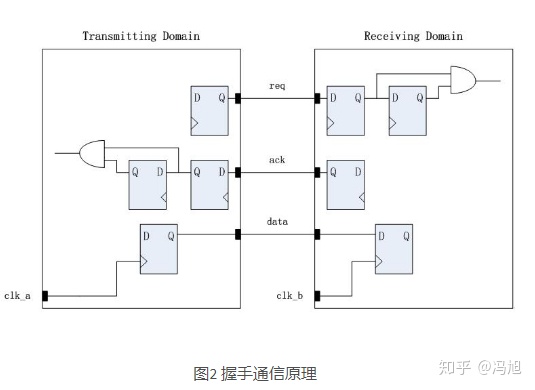 Transmitting Domain
Receiving Domain
D Q
req
D Q
D Q
Q D
Q D
ack
Q D
D Q
data
D Q
clk_a
clk_b
图2 握手通信原理
知乎 @冯旭